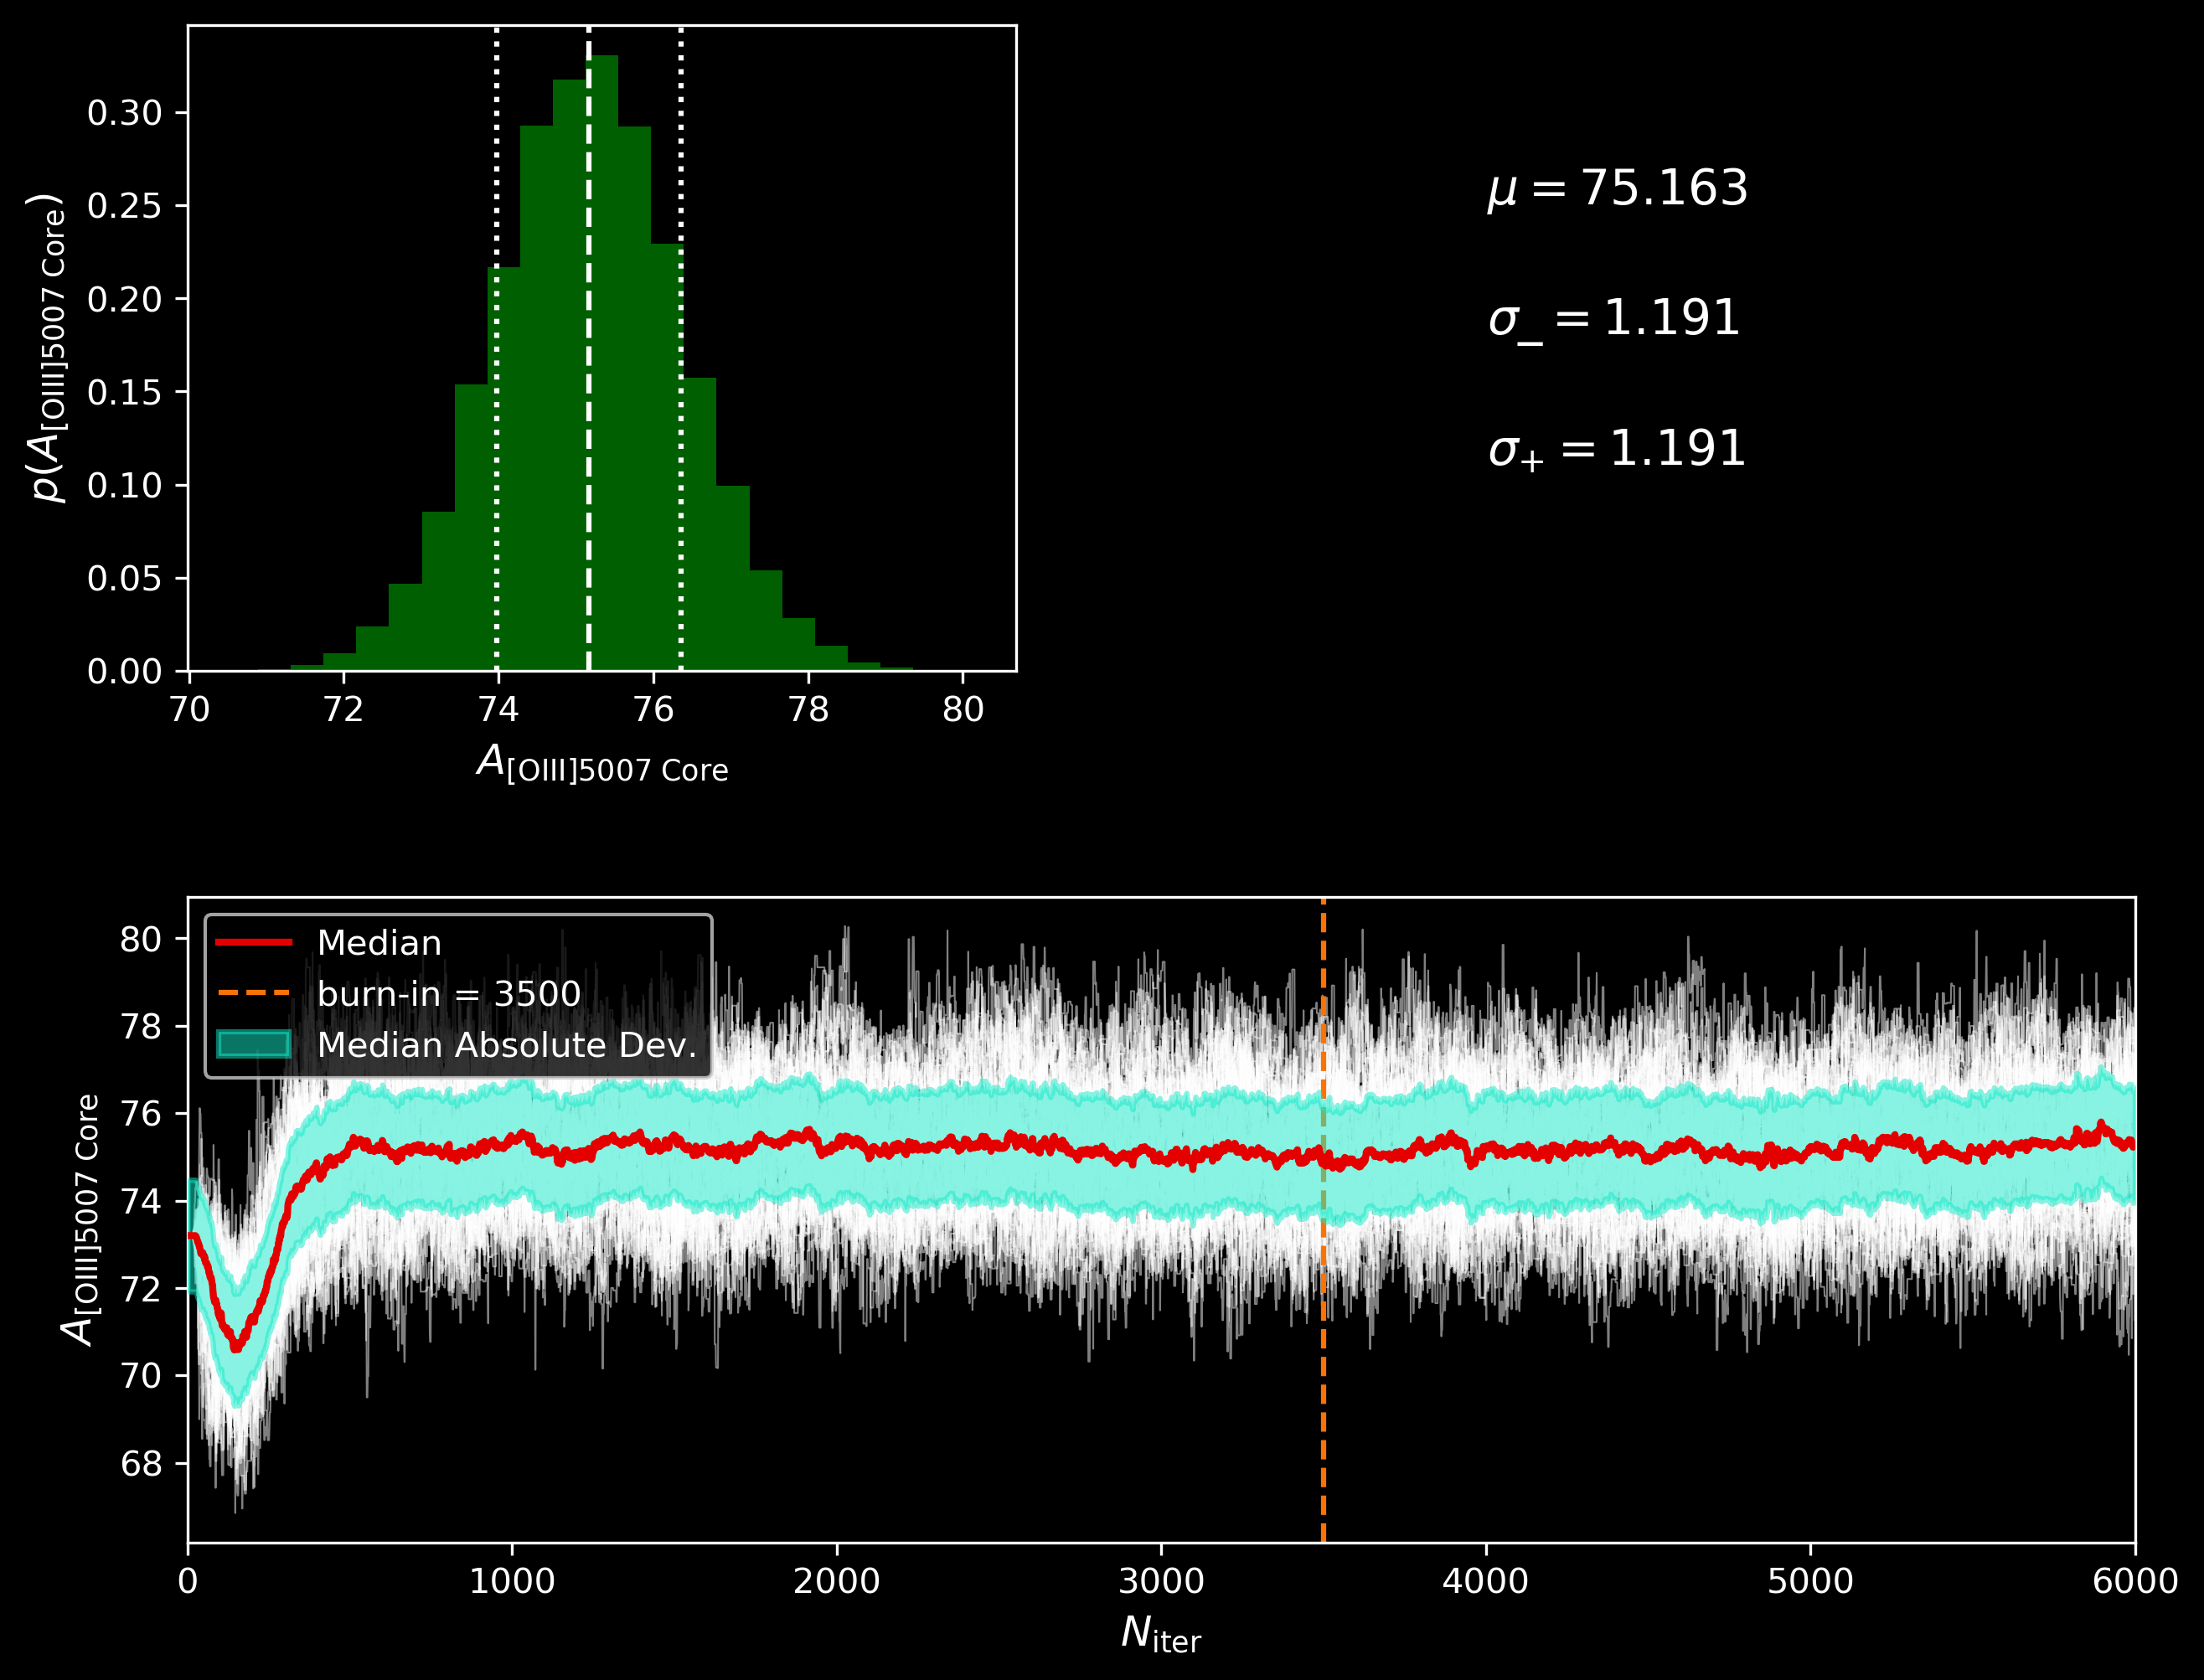 0.30
0.25
0.20
0.15
0.10
0.05
0.00
p(A[OIII]5007 Core)
70 72 74 76 78 80
A[OIII]5007 Core
μ = 75.163
σ− = 1.191
σ+ = 1.191
Median
burn-in = 3500
Median Absolute Dev.
80
78
76
74
72
70
68
A[OIII]5007 Core
0 1000 2000 3000 4000 5000 6000
Niter